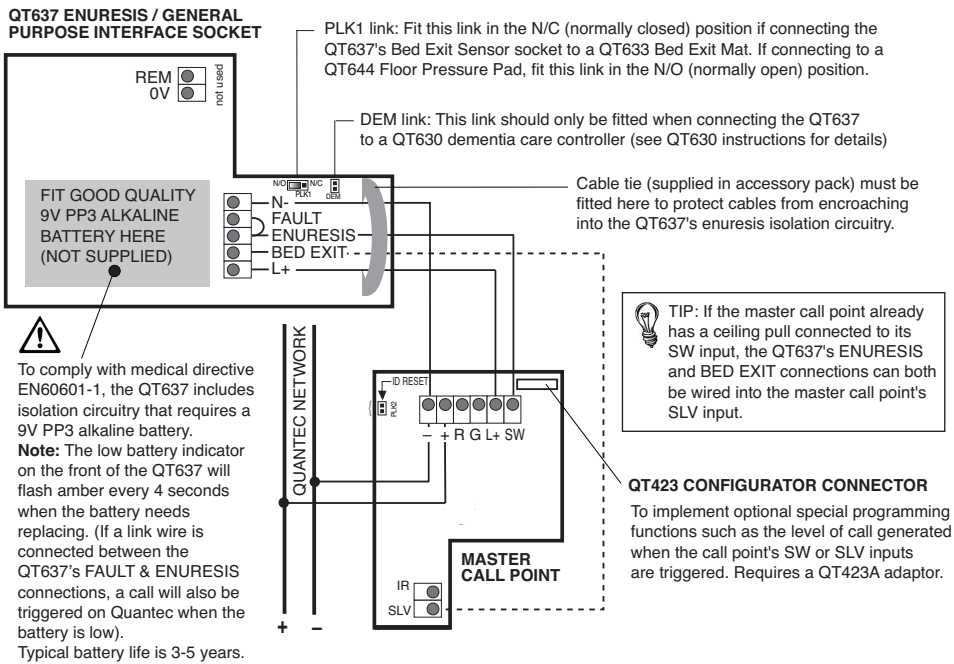 QT637 ENURESIS / GENERAL
PURPOSE INTERFACE SOCKET
PLK1 link: Fit this link in the N/C (normally closed) position if connecting the
QT637's Bed Exit Sensor socket to a QT633 Bed Exit Mat. If connecting to a
QT644 Floor Pressure Pad, fit this link in the N/O (normally open) position.
REM
0V
not used
DEM link: This link should only be fitted when connecting the QT637
to a QT630 dementia care controller (see QT630 instructions for details)
N/O
N/C
PLK1
DEM
Cable tie (supplied in accessory pack) must be
fitted here to protect cables from encroaching
into the QT637's enuresis isolation circuitry.
FIT GOOD QUALITY
9V PP3 ALKALINE
BATTERY HERE
(NOT SUPPLIED)
N-
FAULT
ENURESIS
BED EXIT
L+
TIP: If the master call point already
has a ceiling pull connected to its
SW input, the QT637's ENURESIS
and BED EXIT connections can both
be wired into the master call point's
SLV input.
To comply with medical directive
EN60601-1, the QT637 includes
isolation circuitry that requires a
9V PP3 alkaline battery.
Note: The low battery indicator
on the front of the QT637 will
flash amber every 4 seconds
when the battery needs
replacing. (If a link wire is
connected between the
QT637's FAULT & ENURESIS
connections, a call will also be
triggered on Quantec when the
battery is low).
Typical battery life is 3-5 years.
QUANTEC NETWORK
+ –
ID RESET
PLK2
– + R G L+ SW
MASTER
CALL POINT
IR
SLV
QT423 CONFIGURATOR CONNECTOR
To implement optional special programming
functions such as the level of call generated
when the call point's SW or SLV inputs
are triggered. Requires a QT423A adaptor.